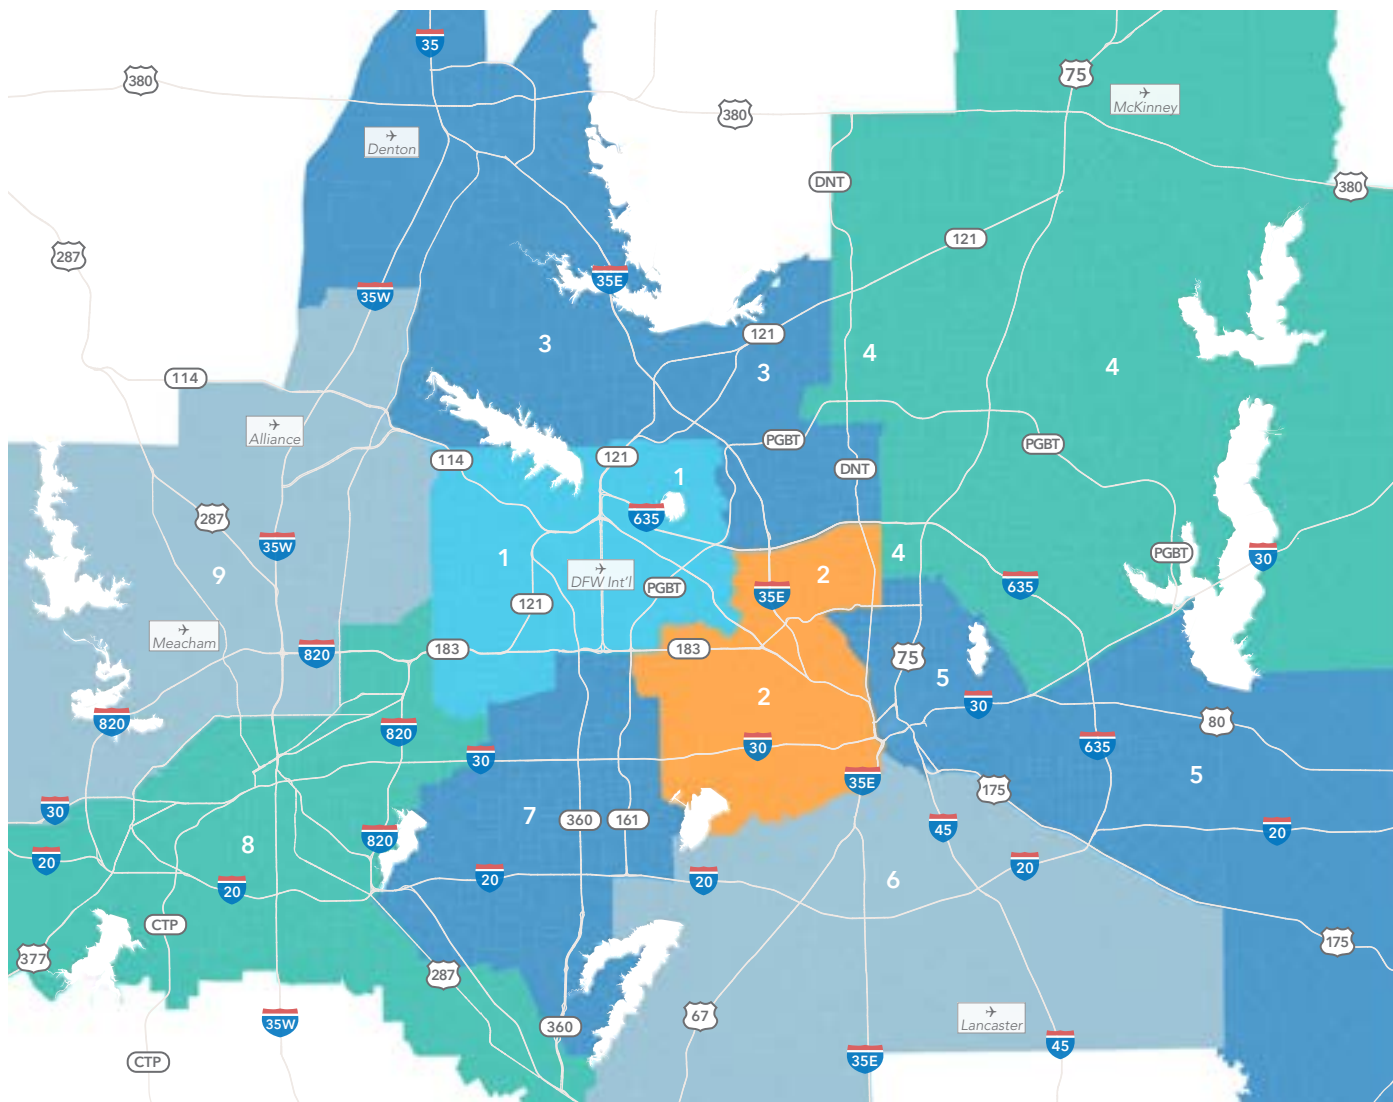 35
75
380
McKinney
380
Denton
DNT
380
121
287
35E
35W
121
3
4
4
3
114
Alliance
PGBT
PGBT
121
114
DNT
1
635
287
35W
PGBT
30
1
4
9
DFW Int'l
2
635
PGBT
35E
121
Meacham
183
183
820
75
5
2
30
820
80
820
30
635
30
5
35E
175
30
7
360
161
45
20
820
8
20
20
20
6
20
20
CTP
175
377
287
67
Lancaster
35W
360
45
35E
CTP